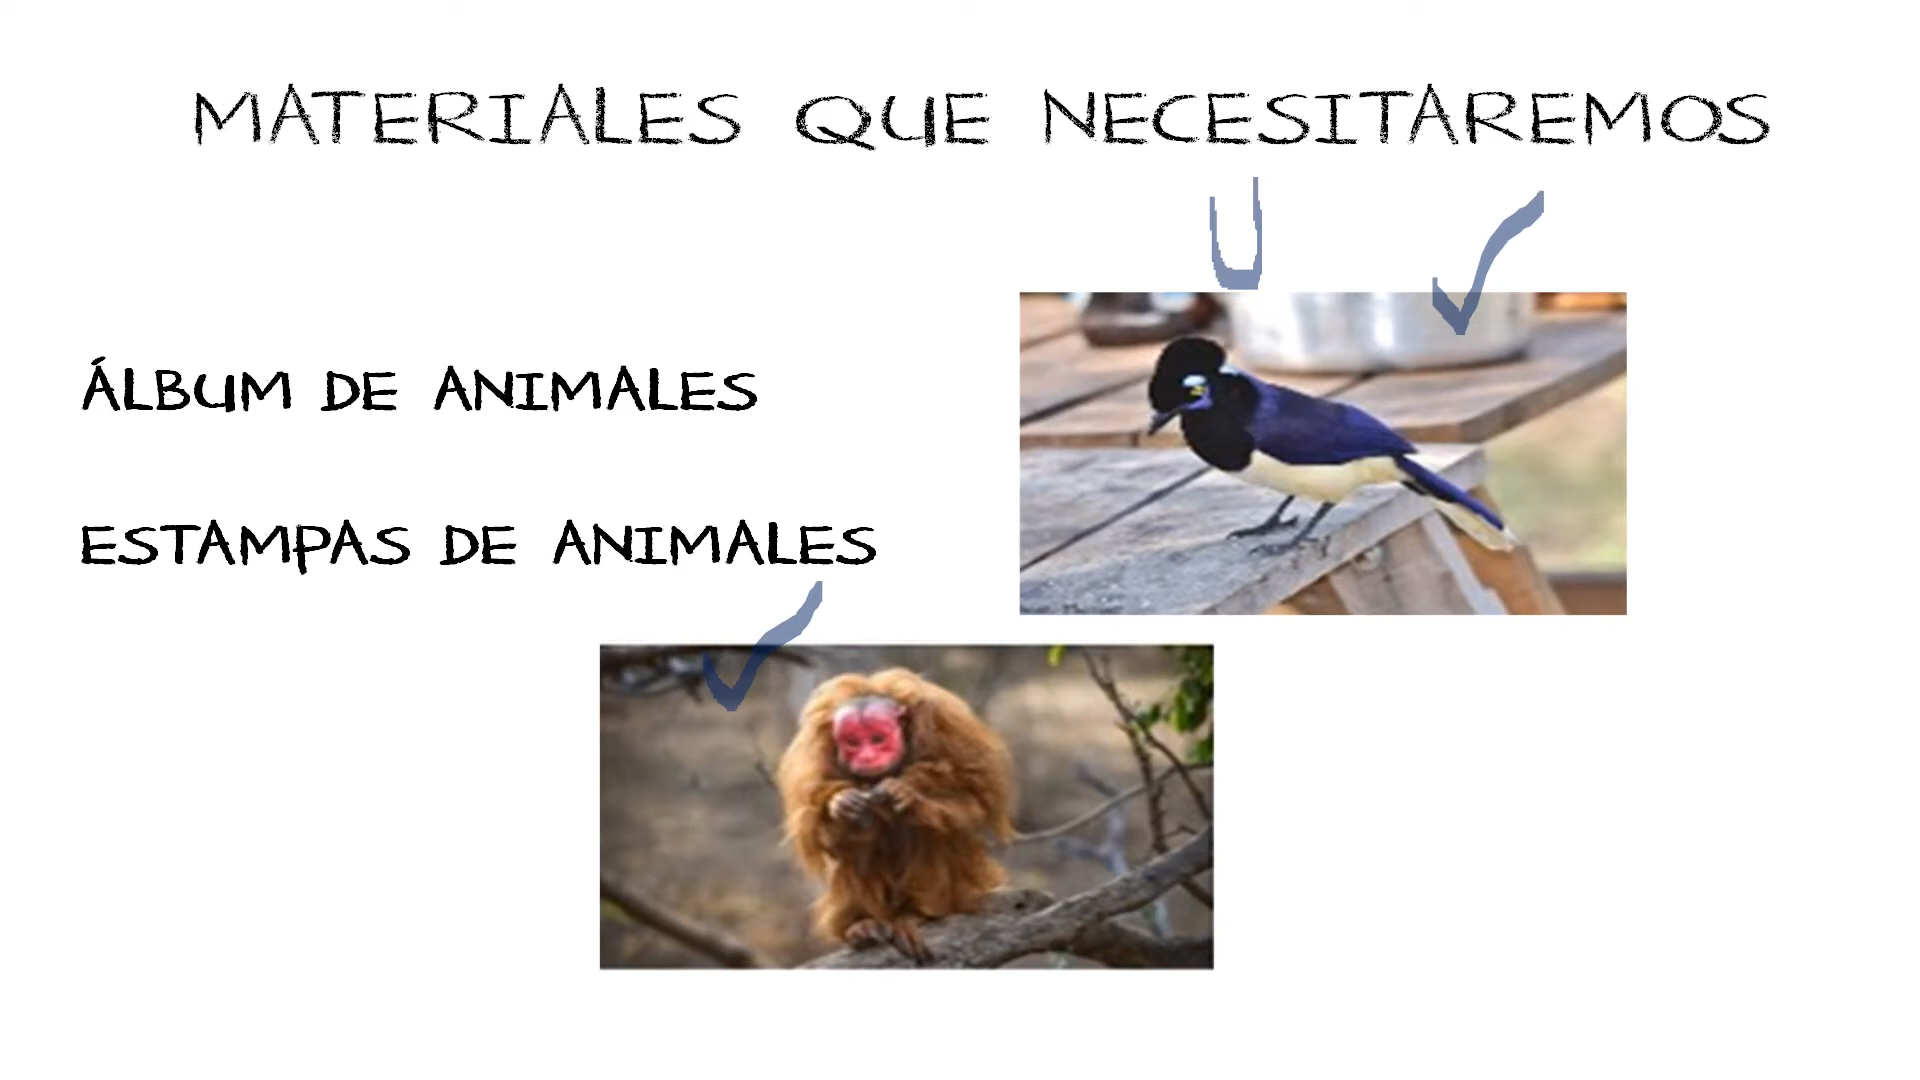 MATERIALES QUE NECESITAREMOS
ÁLBUM DE ANIMALES
ESTAMPAS DE ANIMALES